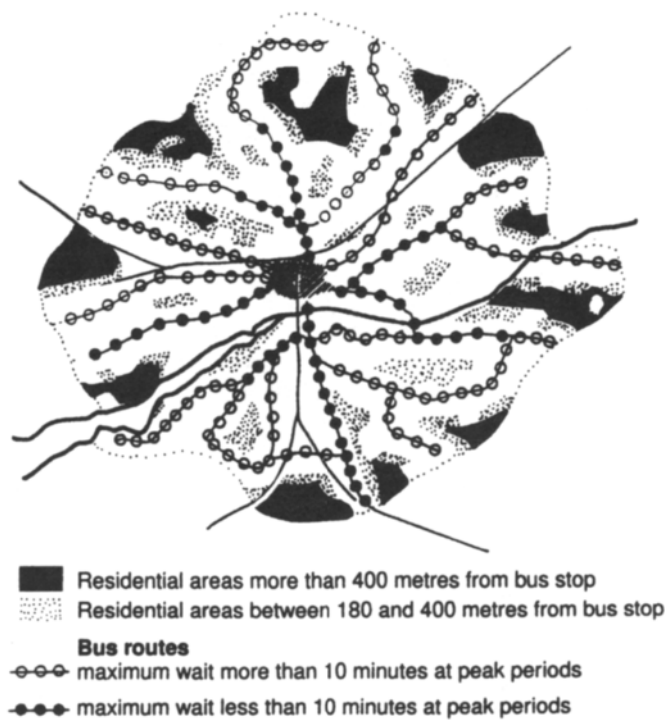 Residential areas more than 400 metres from bus stop
Residential areas between 180 and 400 metres from bus stop
Bus routes
maximum wait more than 10 minutes at peak periods
maximum wait less than 10 minutes at peak periods